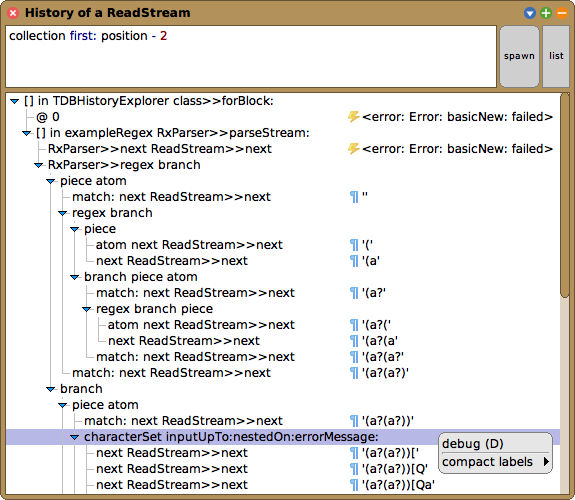 History of a ReadStream
collection first: position - 2
spawn
list
[] in TDBHistoryExplorer class>>forBlock:
@ 0 <error: Error: basicNew: failed>
[] in exampleRegex RxParser>>parseStream:
RxParser>>next ReadStream>>next <error: Error: basicNew: failed>
RxParser>>regex branch
piece atom
match: next ReadStream>>next ¶ ''
regex branch
piece
atom next ReadStream>>next ¶ '('
next ReadStream>>next ¶ '(a'
branch piece atom
match: next ReadStream>>next ¶ '(a?'
regex branch piece
atom next ReadStream>>next ¶ '(a?('
next ReadStream>>next ¶ '(a?(a'
match: next ReadStream>>next ¶ '(a?(a?'
match: next ReadStream>>next ¶ '(a?(a?)'
branch
piece atom
match: next ReadStream>>next ¶ '(a?(a?))'
characterSet inputUpTo:nestedOn:errorMessage:
debug (D)
compact labels
next ReadStream>>next ¶ '(a?(a?))['
next ReadStream>>next ¶ '(a?(a?))[Q'
next ReadStream>>next ¶ '(a?(a?))[Qa'